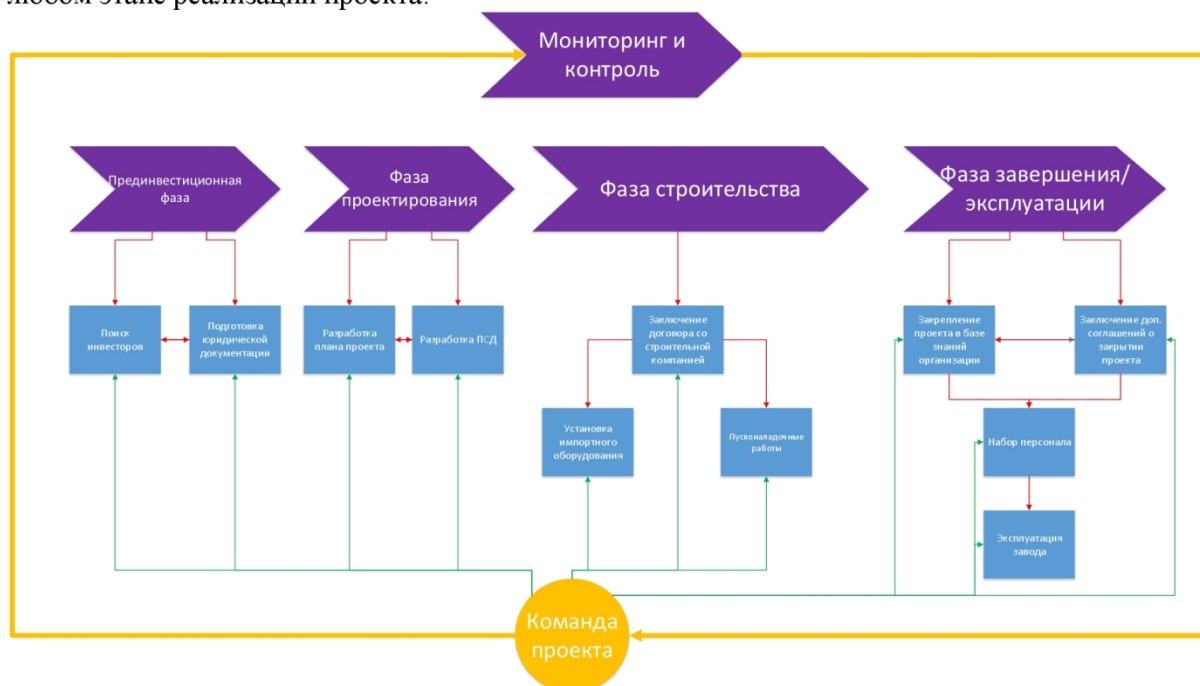 любом этапе реализации проекта.
Мониторинг и
контроль
Прединвестиционная
фаза
Фаза
проектирования
Фаза строительства
Фаза завершения/
эксплуатации
Поиск
инвесторов
Подготовка
юридической
документации
Разработка
плана проекта
Разработка ПСД
Заключение
договора со
строительной
компанией
Закрепление
проекта в базе
знаний
организации
Заключение доп.
соглашений о
закрытии
проекта
Установка
импортного
оборудования
Пусконаладочные
работы
Набор персонала
Эксплуатация
завода
Команда
проекта